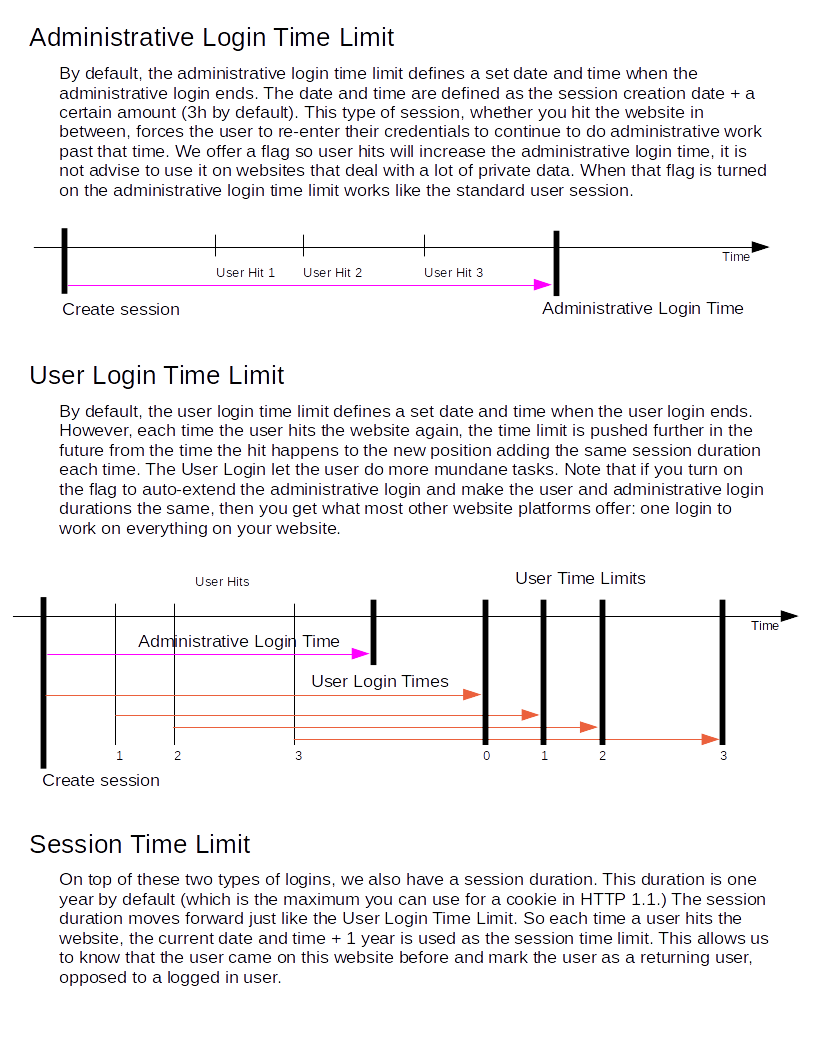 Administrative Login Time Limit
By default, the administrative login time limit defines a set date and time when the
administrative login ends. The date and time are defined as the session creation date + a
certain amount (3h by default). This type of session, whether you hit the website in
between, forces the user to re-enter their credentials to continue to do administrative work
past that time. We offer a flag so user hits will increase the administrative login time, it is
not advise to use it on websites that deal with a lot of private data. When that flag is turned
on the administrative login time limit works like the standard user session.
Time
User Hit 1 User Hit 2 User Hit 3
Create session Administrative Login Time
User Login Time Limit
By default, the user login time limit defines a set date and time when the user login ends.
However, each time the user hits the website again, the time limit is pushed further in the
future from the time the hit happens to the new position adding the same session duration
each time. The User Login let the user do more mundane tasks. Note that if you turn on
the flag to auto-extend the administrative login and make the user and administrative login
durations the same, then you get what most other website platforms offer: one login to
work on everything on your website.
User Hits User Time Limits
Time
Administrative Login Time
User Login Times
1 2 3 0 1 2 3
Create session
Session Time Limit
On top of these two types of logins, we also have a session duration. This duration is one
year by default (which is the maximum you can use for a cookie in HTTP 1.1.) The session
duration moves forward just like the User Login Time Limit. So each time a user hits the
website, the current date and time + 1 year is used as the session time limit. This allows us
to know that the user came on this website before and mark the user as a returning user,
opposed to a logged in user.